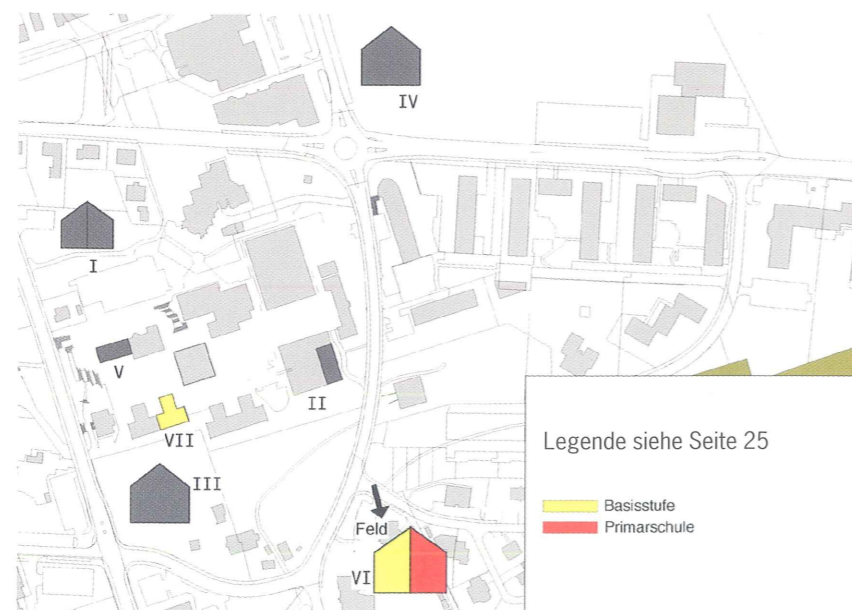 IV
I
V
II
VII
III
Feld
VI
Legende siehe Seite 25
Basisstufe
Primarschule